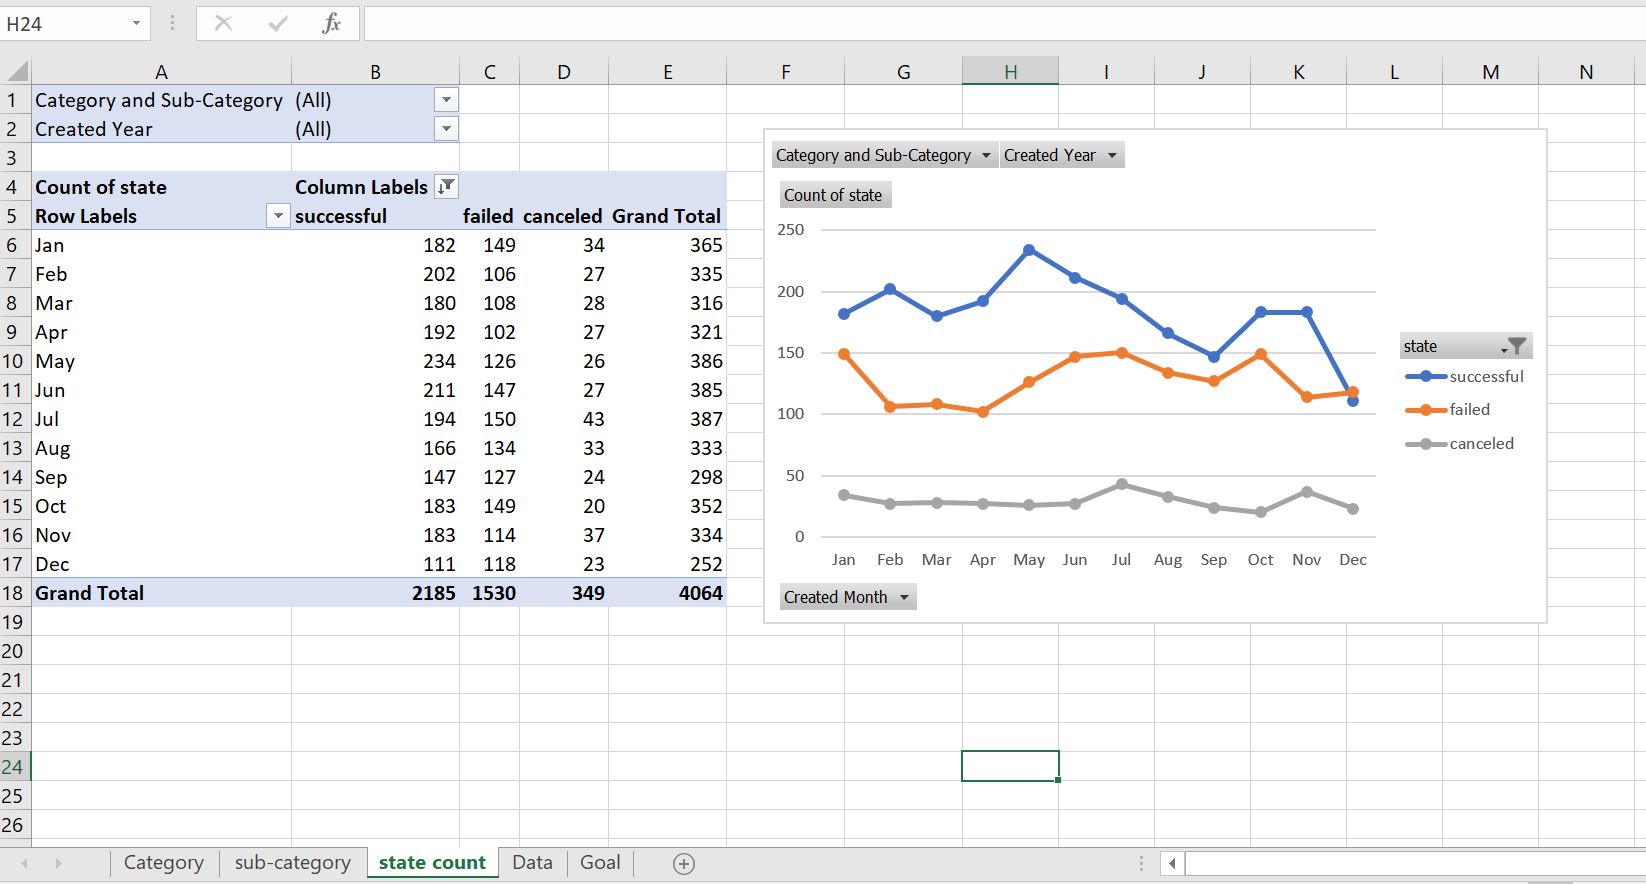 H24
fx
A B C D E F G H I J K L M N
1 Category and Sub-Category (All)
2 Created Year (All)
3
4 Count of state Column Labels
5 Row Labels successful failed canceled Grand Total
6 Jan 182 149 34 365
7 Feb 202 106 27 335
8 Mar 180 108 28 316
9 Apr 192 102 27 321
10 May 234 126 26 386
11 Jun 211 147 27 385
12 Jul 194 150 43 387
13 Aug 166 134 33 333
14 Sep 147 127 24 298
15 Oct 183 149 20 352
16 Nov 183 114 37 334
17 Dec 111 118 23 252
18 Grand Total 2185 1530 349 4064
19
20
21
22
23
24
25
26
Category and Sub-Category Created Year
Count of state
250
200
150
100
50
0
Jan Feb Mar Apr May Jun Jul Aug Sep Oct Nov Dec
state
successful
failed
canceled
Created Month
Category sub-category state count Data Goal